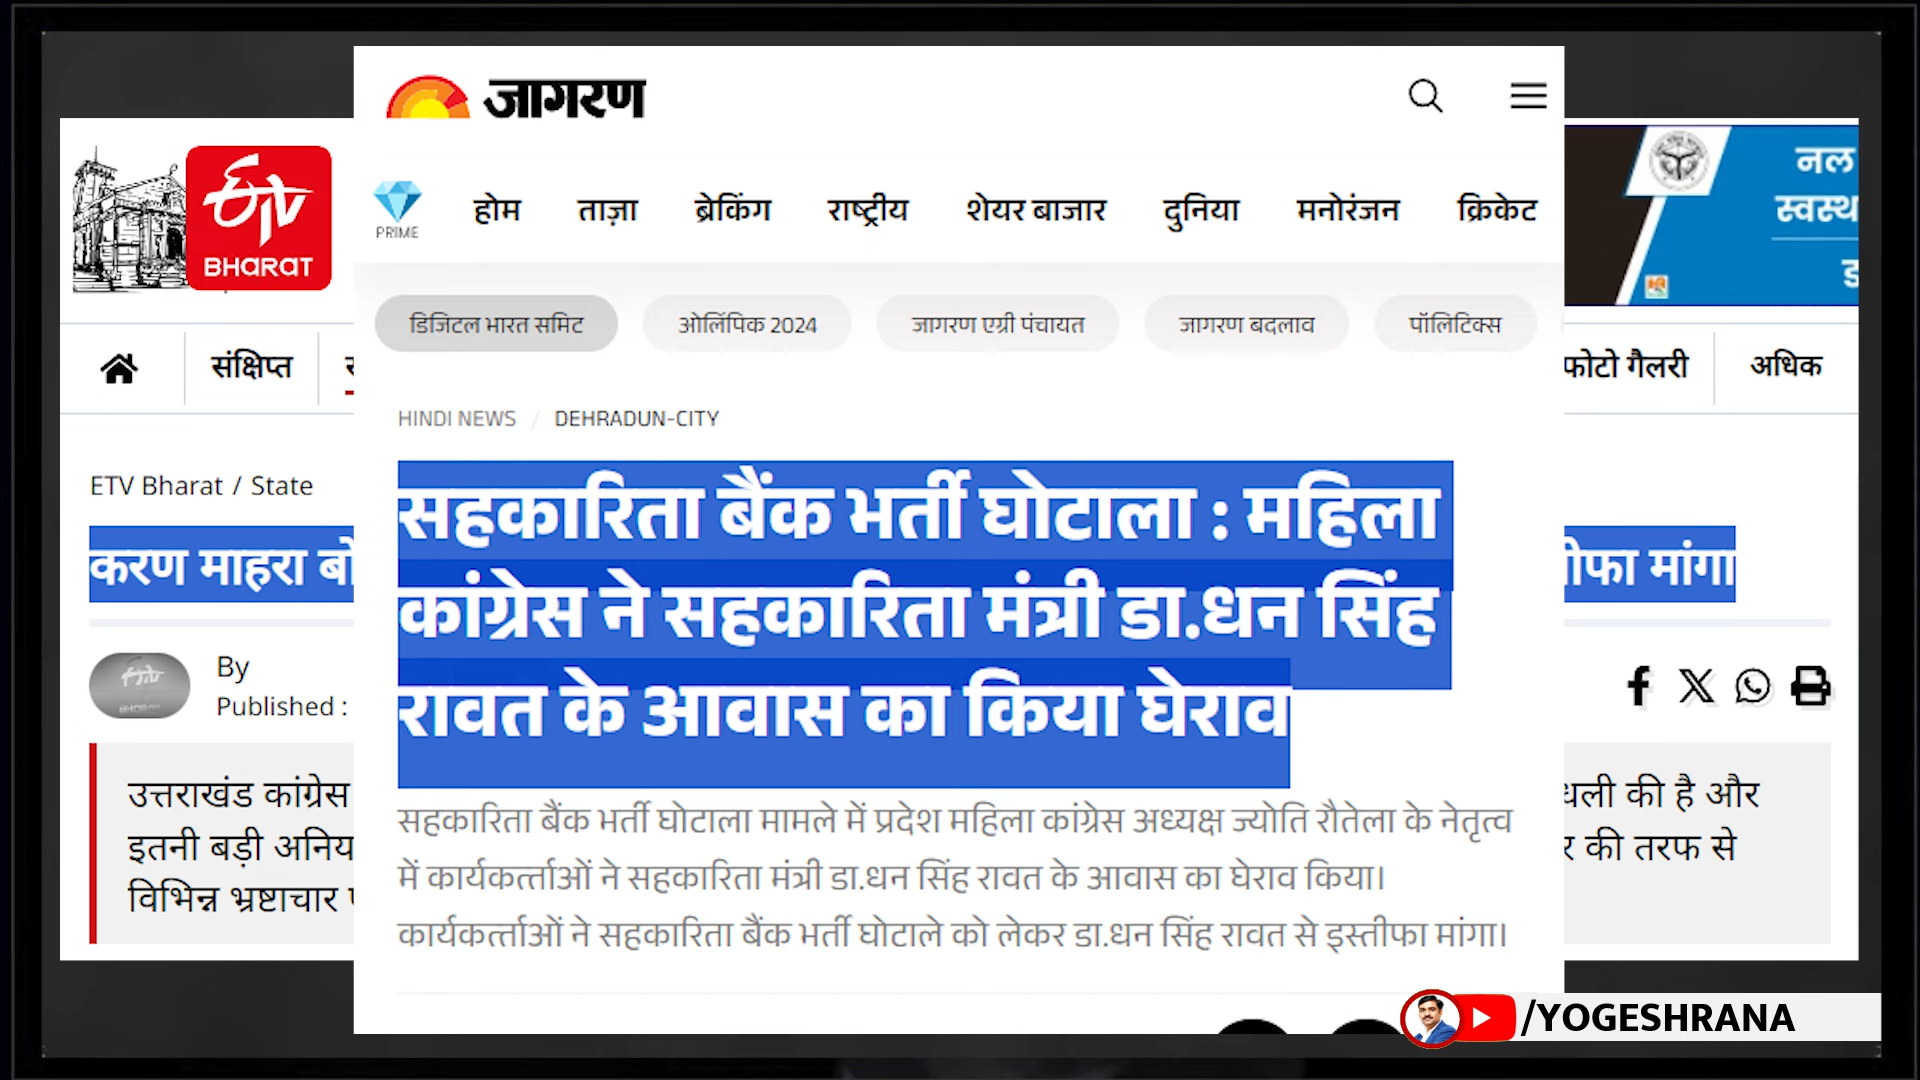 जागरण
PRIME
होम
ताज़ा
ब्रेकिंग
राष्ट्रीय
शेयर बाजार
दुनिया
मनोरंजन
क्रिकेट
डिजिटल भारत समिट
ओलिंपिक 2024
जागरण एग्री पंचायत
जागरण बदलाव
पॉलिटिक्स
HINDI NEWS / DEHRADUN-CITY
सहकारिता बैंक भर्ती घोटाला : महिला
कांग्रेस ने सहकारिता मंत्री डा.धन सिंह
रावत के आवास का किया घेराव
सहकारिता बैंक भर्ती घोटाला मामले में प्रदेश महिला कांग्रेस अध्यक्ष ज्योति रौतेला के नेतृत्व
में कार्यकर्त्ताओं ने सहकारिता मंत्री डा.धन सिंह रावत के आवास का घेराव किया।
कार्यकर्त्ताओं ने सहकारिता बैंक भर्ती घोटाले को लेकर डा.धन सिंह रावत से इस्तीफा मांगा।
ETV
BHARAT
संक्षिप्त
फोटो गैलरी
अधिक
ETV Bharat / State
करण माहरा
मांगा
By
Published :
उत्तराखंड कांग्रेस
इतनी बड़ी
विभिन्न भ्रष्टाचार
की है और
की तरफ से
नल
/YOGESHRANA